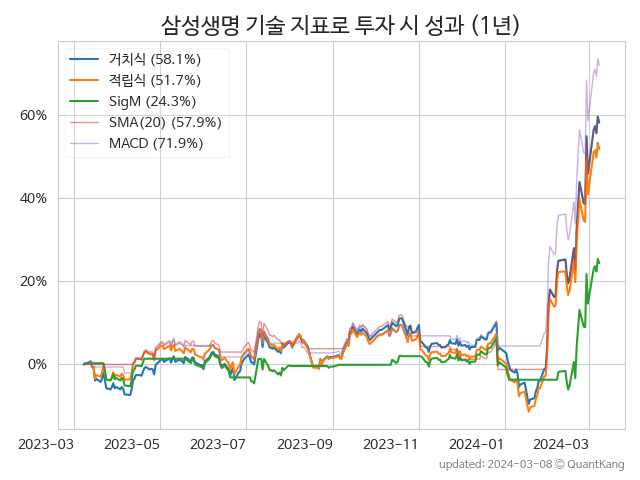 삼성생명 기술 지표로 투자 시 성과 (1년)
거치식 (58.1%)
적립식 (51.7%)
SigM (24.3%)
SMA(20) (57.9%)
MACD (71.9%)
60%
40%
20%
0%
2023-03 2023-05 2023-07 2023-09 2023-11 2024-01 2024-03
updated: 2024-03-08 © QuantKang